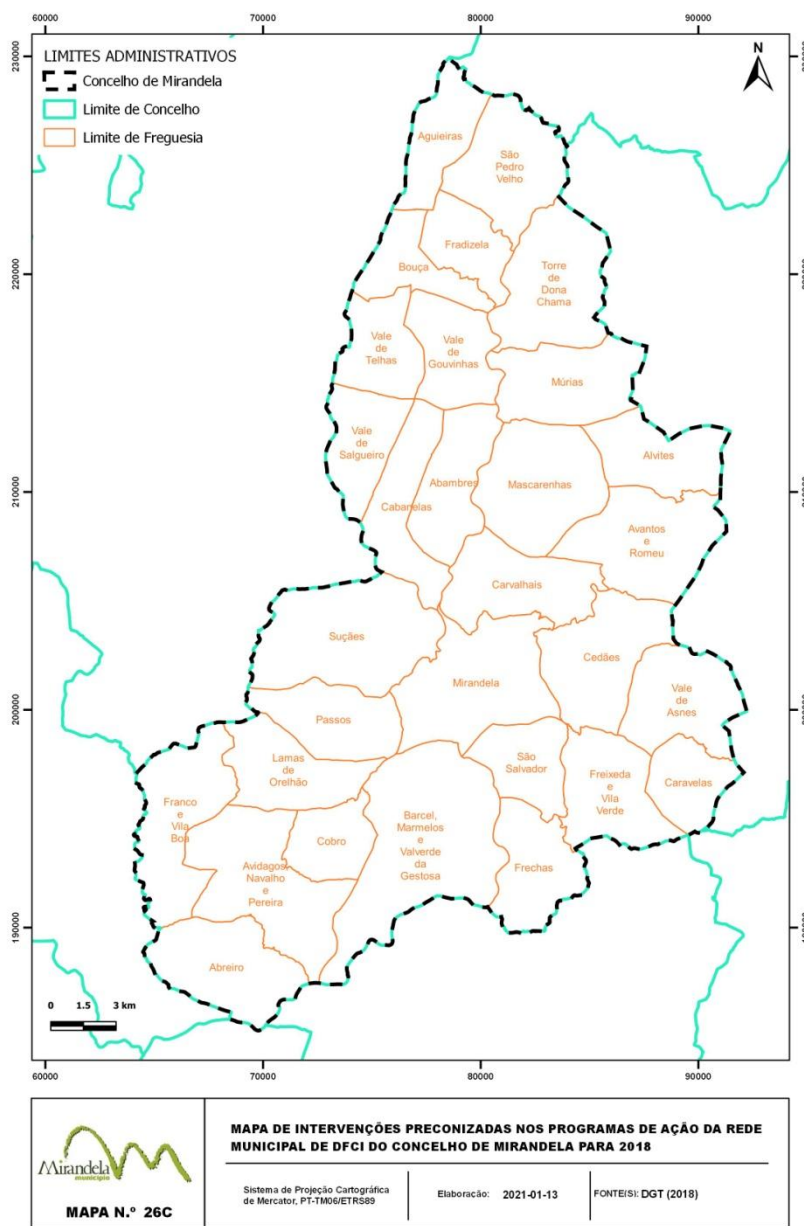 60000 70000 80000 90000
230000
LIMITES ADMINISTRATIVOS
Concelho de Mirandela
Limite de Concelho
Limite de Freguesia
N
Aguieiras
São
Pedro
Velho
Fradizela
Bouça
Torre
de
Dona
Chama
220000
Vale
de
Telhas
Vale
de
Gouvinhas
Múrias
Vale
de
Salgueiro
Abambres
Cabanelas
Mascarenhas
Alvites
210000
Avantos
e
Romeu
Carvalhais
Suçães
Mirandela
Cedães
Vale
de
Asnes
200000
Passos
Lamas
de
Orelhão
São
Salvador
Freixeda
e
Vila
Verde
Caravelas
Franco
e
Vila
Boa
Cobro
Barcel,
Marmelos
e
Valverde
da
Gestosa
Avidagos,
Navalho
e
Pereira
Frechas
190000
Abreiro
0 1.5 3 km
60000 70000 80000 90000
Mirandela
município
MAPA N.º 26C
MAPA DE INTERVENÇÕES PRECONIZADAS NOS PROGRAMAS DE AÇÃO DA REDE
MUNICIPAL DE DFCI DO CONCELHO DE MIRANDELA PARA 2018
Sistema de Projeção Cartográfica
de Mercator, PT-TM06/ETRS89
Elaboração: 2021-01-13
FONTE(S): DGT (2018)